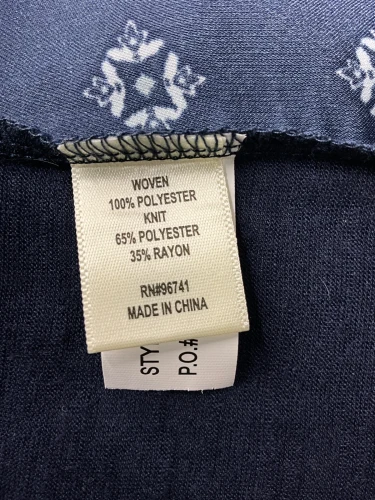 WOVEN
100% POLYESTER
KNIT
65% POLYESTER
35% RAYON
RN#96741
MADE IN CHINA
P.O.#